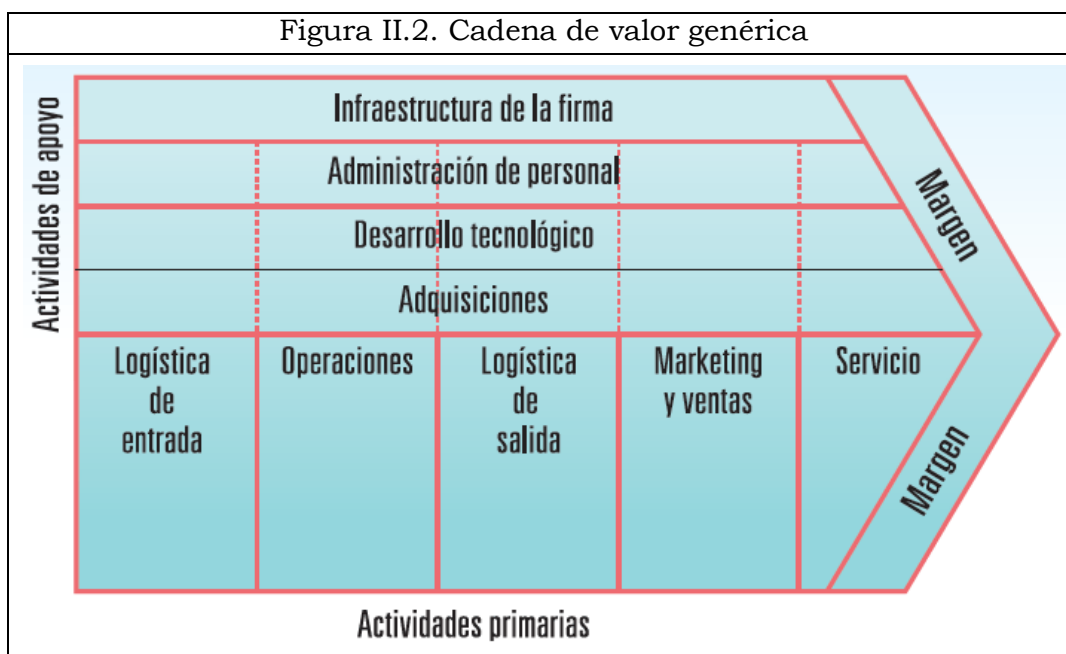 Figura II.2. Cadena de valor genérica
Actividades de apoyo
Infraestructura de la firma
Administración de personal
Desarrollo tecnológico
Adquisiciones
Margen
Logística
de
entrada
Operaciones
Logística
de
salida
Marketing
y ventas
Servicio
Margen
Actividades primarias